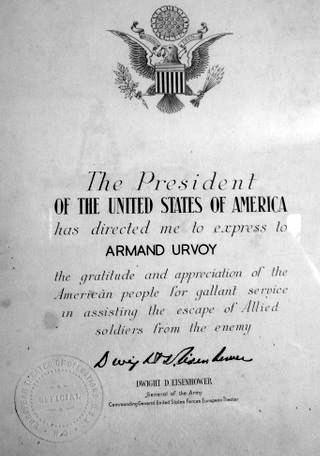 The President
OF THE UNITED STATES OF AMERICA
has directed me to express to
ARMAND URVOY
the gratitude and appreciation of the
American people for gallant service
in assisting the escape of Allied
soldiers from the enemy
Dwight D Eisenhower
DWIGHT D. EISENHOWER
General of the Army
Commanding General United States Forces European Theater
OFFICIAL